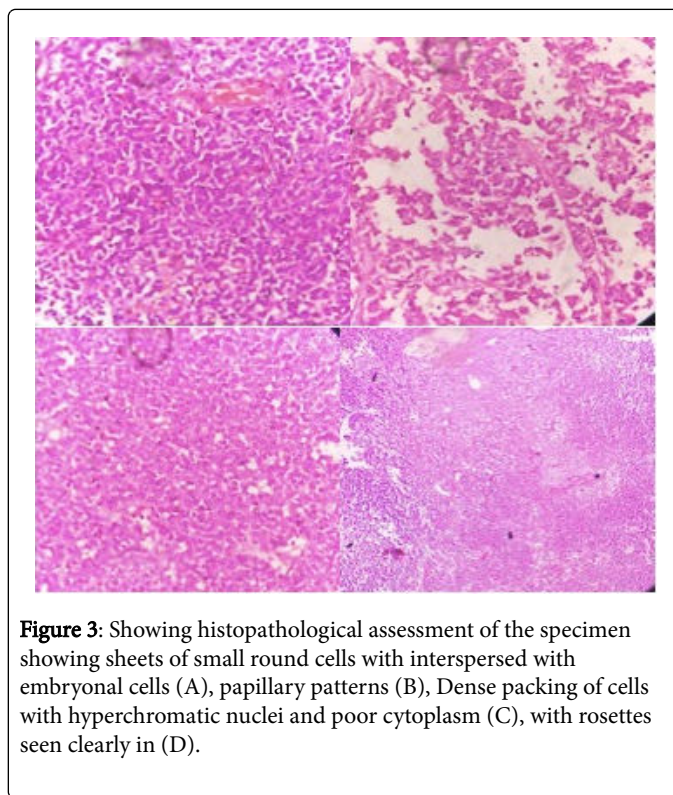 Figure 3: Showing histopathological assessment of the specimen
showing sheets of small round cells with interspersed with
embryonal cells (A), papillary patterns (B), Dense packing of cells
with hyperchromatic nuclei and poor cytoplasm (C), with rosettes
seen clearly in (D).